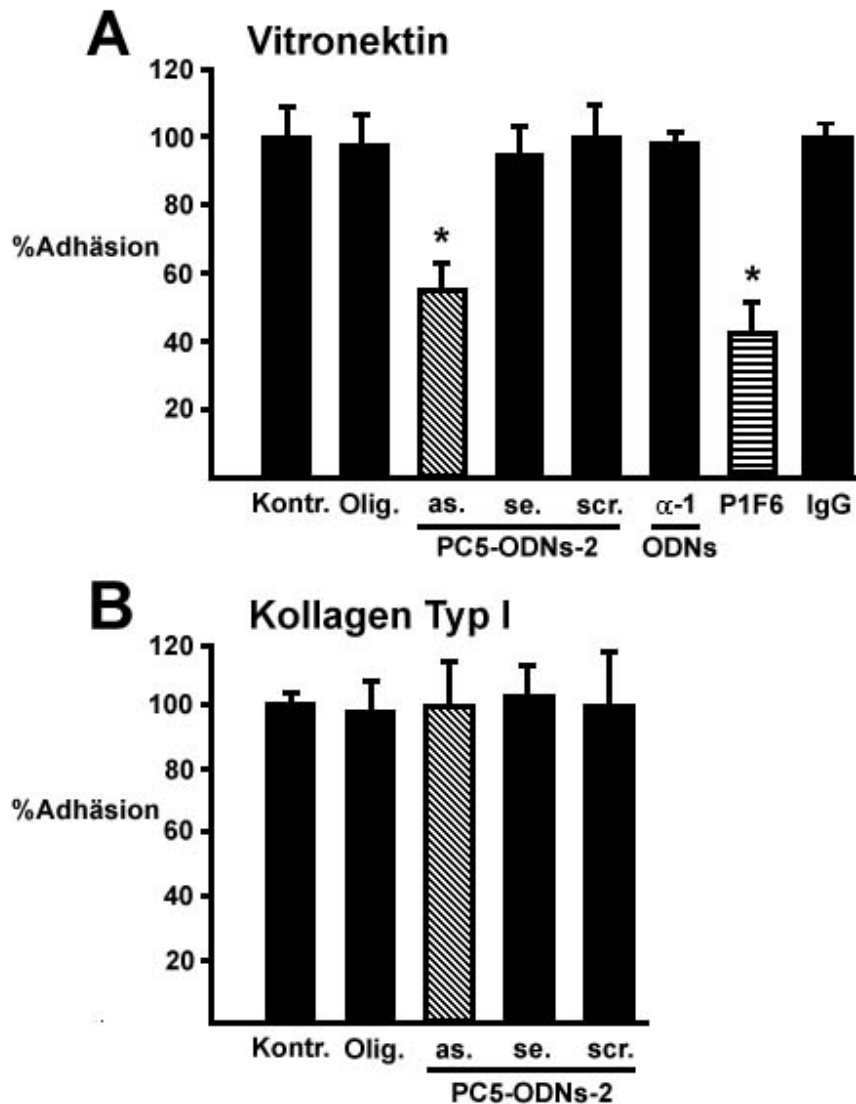 A Vitronektin
120
100
80
%Adhäsion
60
40
20
* *
Kontr. Olig. as. se. scr. α-1 P1F6 IgG
PC5-ODNs-2 ODNs
B Kollagen Typ I
120
100
80
%Adhäsion
60
40
20
Kontr. Olig. as. se. scr.
PC5-ODNs-2